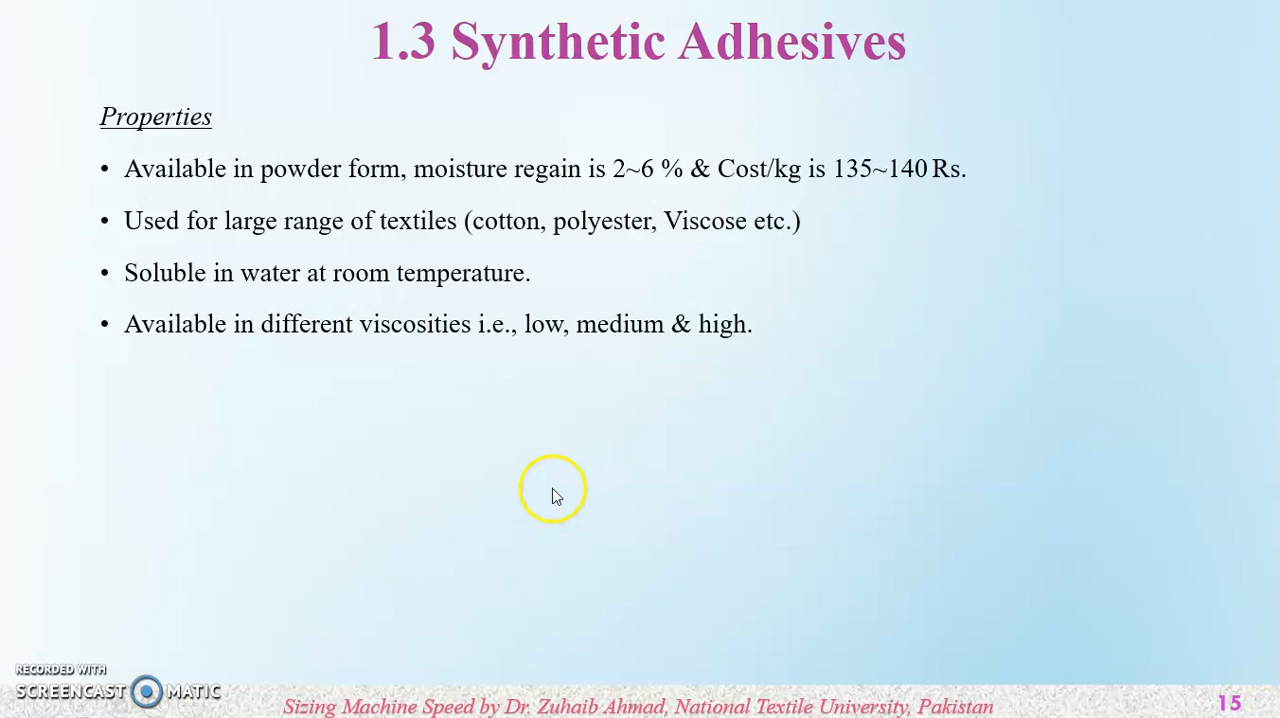 1.3 Synthetic Adhesives
Properties
• Available in powder form, moisture regain is 2~6 % & Cost/kg is 135~140 Rs.
• Used for large range of textiles (cotton, polyester, Viscose etc.)
• Soluble in water at room temperature.
• Available in different viscosities i.e., low, medium & high.
RECORDED WITH
SCREENCAST MATIC
Sizing Machine Speed by Dr. Zuhaib Ahmad, National Textile University, Pakistan
15